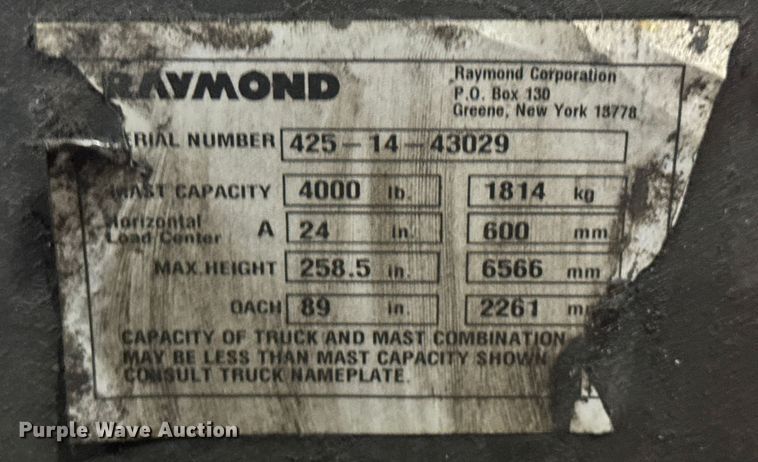 RAYMOND
Raymond Corporation
P.O. Box 130
Greene, New York 13778
ERIAL NUMBER 425-14-43029
MAST CAPACITY 4000 lb. 1814 kg
Horizontal Load Center A 24 in. 600 mm
MAX. HEIGHT 258.5 in. 6566 mm
OACH 89 in. 2261 m
CAPACITY OF TRUCK AND MAST COMBINATION
MAY BE LESS THAN MAST CAPACITY SHOWN
CONSULT TRUCK NAMEPLATE.
Purple Wave Auction